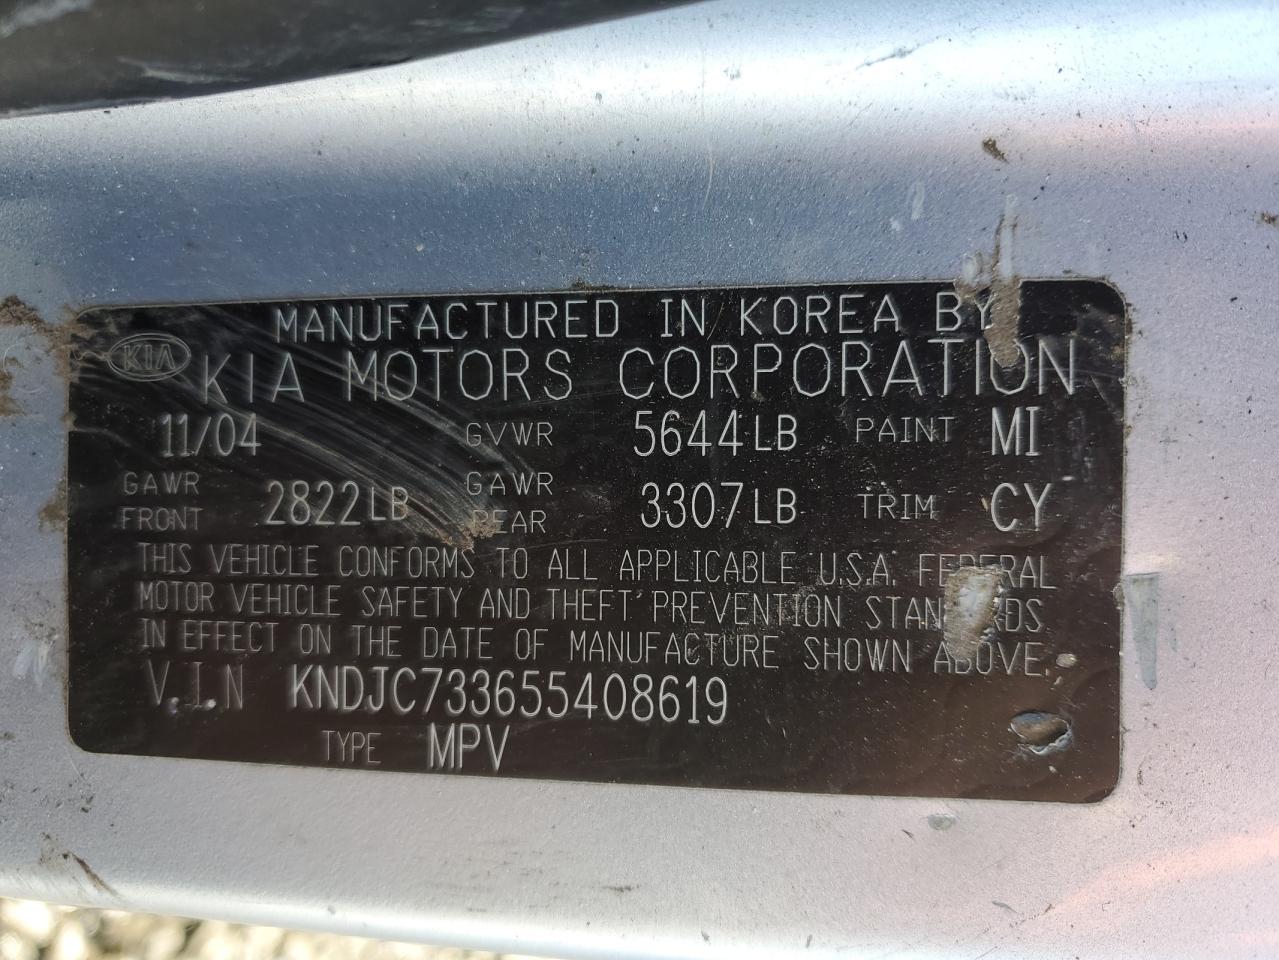 MANUFACTURED IN KOREA BY
KIA
KIA MOTORS CORPORATION
11/04 GVWR 5644LB PAINT MI
GAWR FRONT 2822LB GAWR REAR 3307LB TRIM CY
THIS VEHICLE CONFORMS TO ALL APPLICABLE U.S.A. FEDERAL
MOTOR VEHICLE SAFETY AND THEFT PREVENTION STANDARDS
IN EFFECT ON THE DATE OF MANUFACTURE SHOWN ABOVE.
V.I.N KNDJC733655408619
TYPE MPV